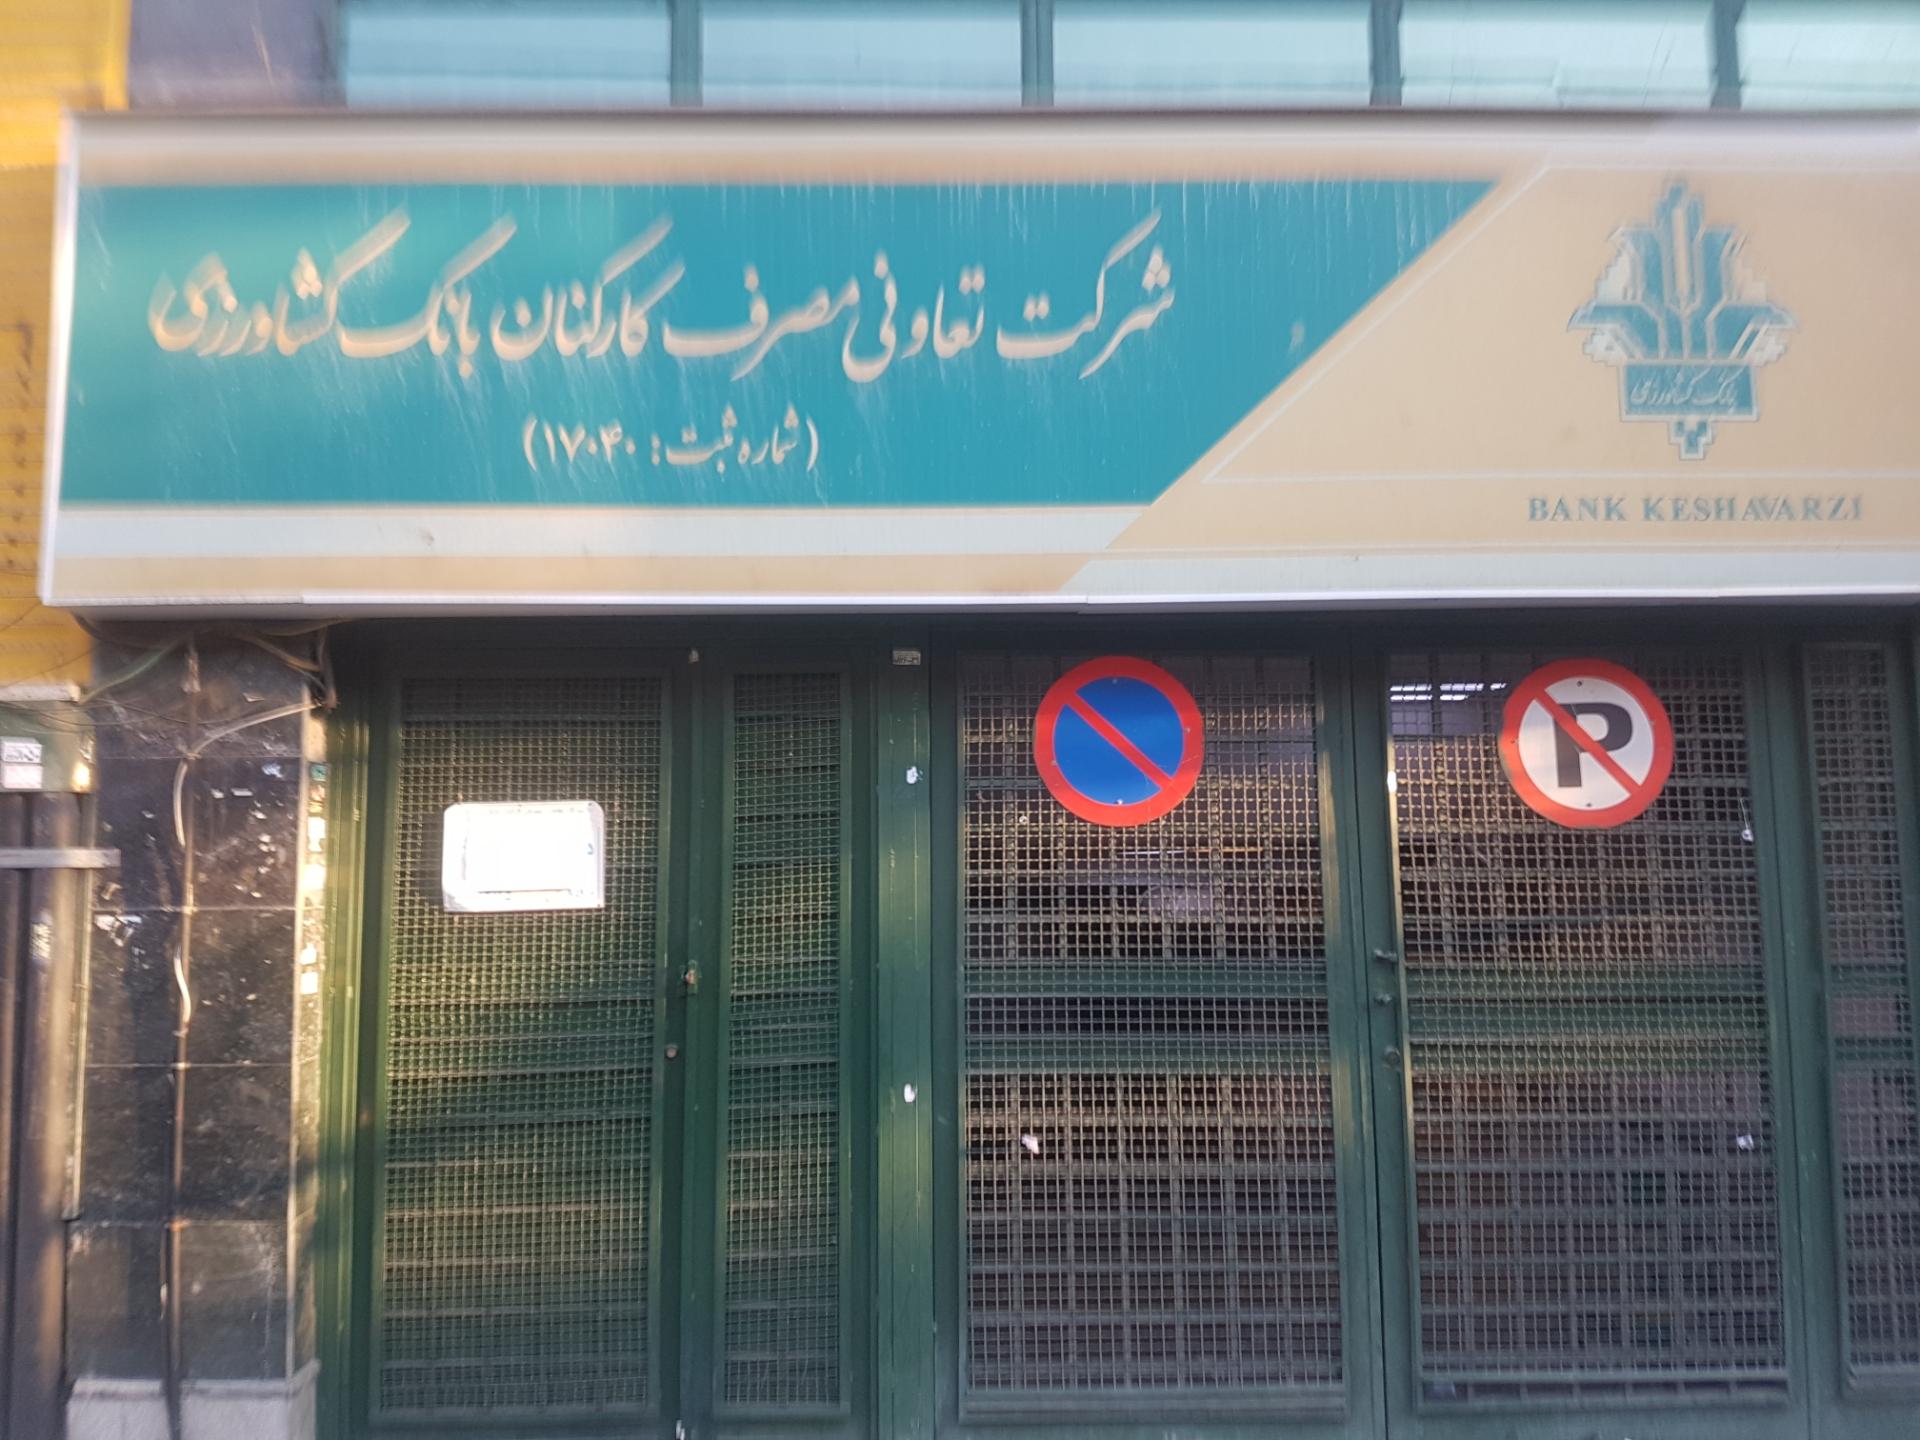 شرکت تعاونی مصرف کارکنان بانک کشاورزی
(شماره ثبت: ۱۷۰۴۰)
بانک کشاورزی
BANK KESHAVARZI
P